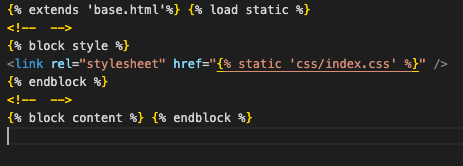 {% extends 'base.html'%} {% load static %}
<!--  -->
{% block style %}
<link rel="stylesheet" href="{% static 'css/index.css' %}" />
{% endblock %}
<!--  -->
{% block content %} {% endblock %}